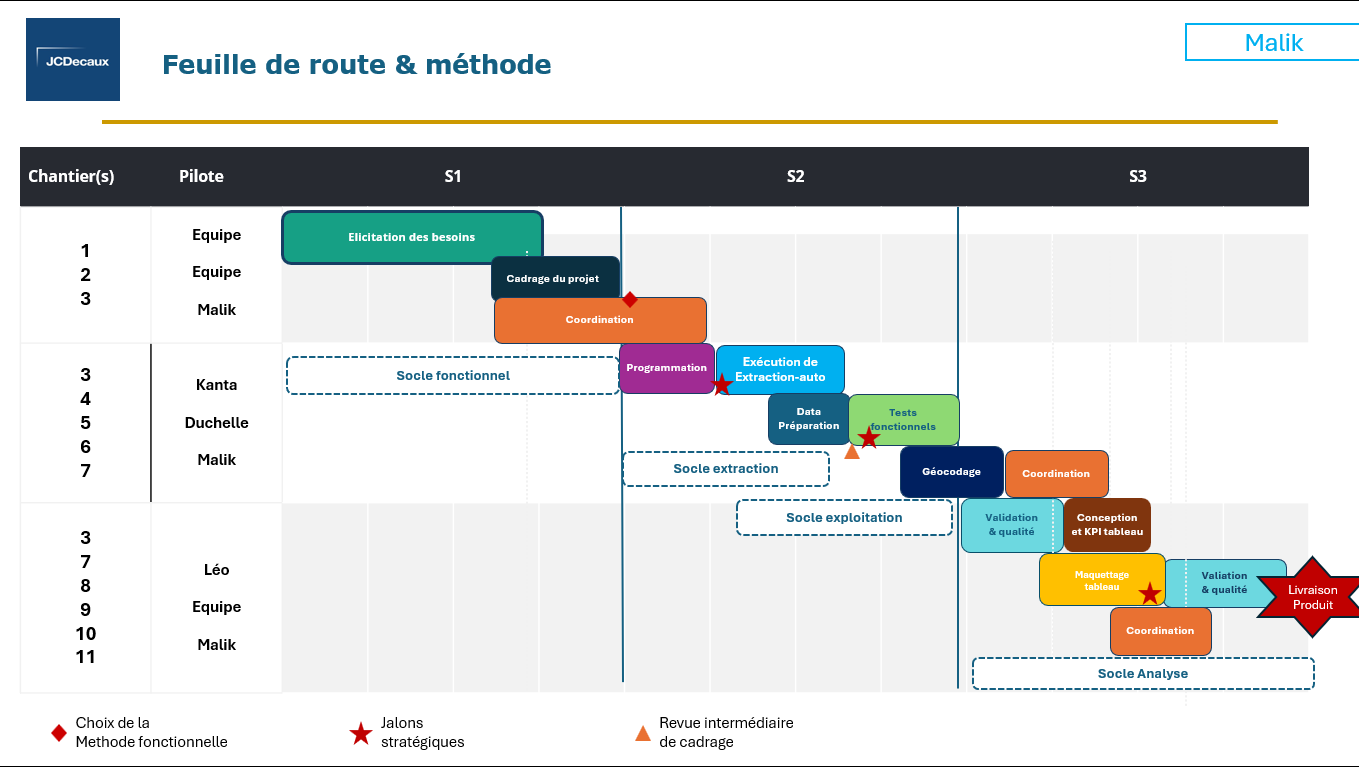 JCDecaux
Feuille de route & méthode
Malik
Chantier(s) Pilote S1 S2 S3
1
2
3
Equipe
Equipe
Malik
Elicitation des besoins
Cadrage du projet
Coordination
3
4
5
6
7
Kanta
Duchelle
Malik
Socle fonctionnel
Programmation
Exécution de
Extraction-auto
Data
Préparation
Tests
fonctionnels
Socle extraction
Géocodage
Coordination
3
7
8
9
10
11
Léo
Equipe
Malik
Socle exploitation
Validation
& qualité
Conception
et KPI tableau
Maquettage
tableau
Valiation
& qualité
Livraison
Produit
Coordination
Socle Analyse
Choix de la
Methode fonctionnelle
Jalons
stratégiques
Revue intermédiaire
de cadrage